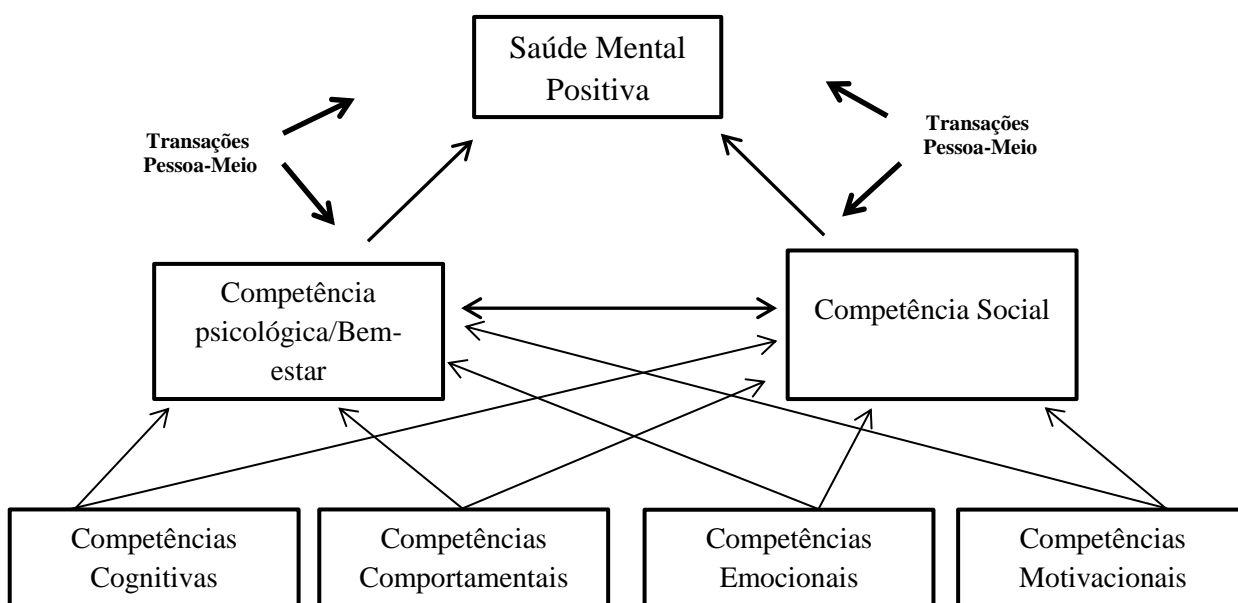 Saúde Mental
Positiva
Transações
Pessoa-Meio
Transações
Pessoa-Meio
Competência
psicológica/Bem-
estar
Competência Social
Competências
Cognitivas
Competências
Comportamentais
Competências
Emocionais
Competências
Motivacionais